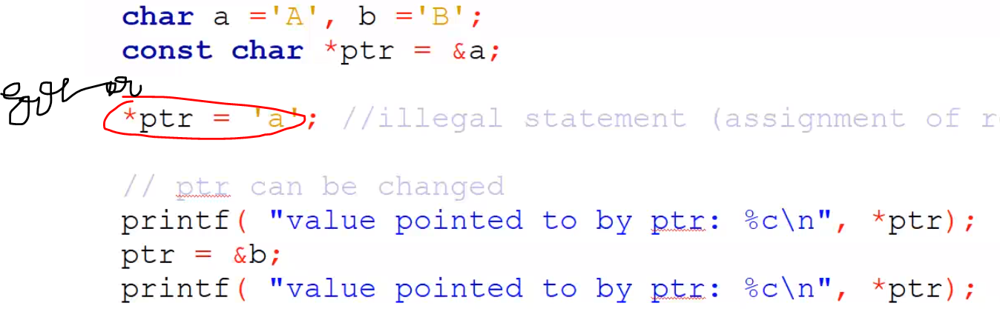 char a ='A', b ='B';
const char *ptr = &a;
*ptr = 'a'; //illegal statement (assignment of
// ptr can be changed
printf( "value pointed to by ptr: %c\n", *ptr);
ptr = &b;
printf( "value pointed to by ptr: %c\n", *ptr);